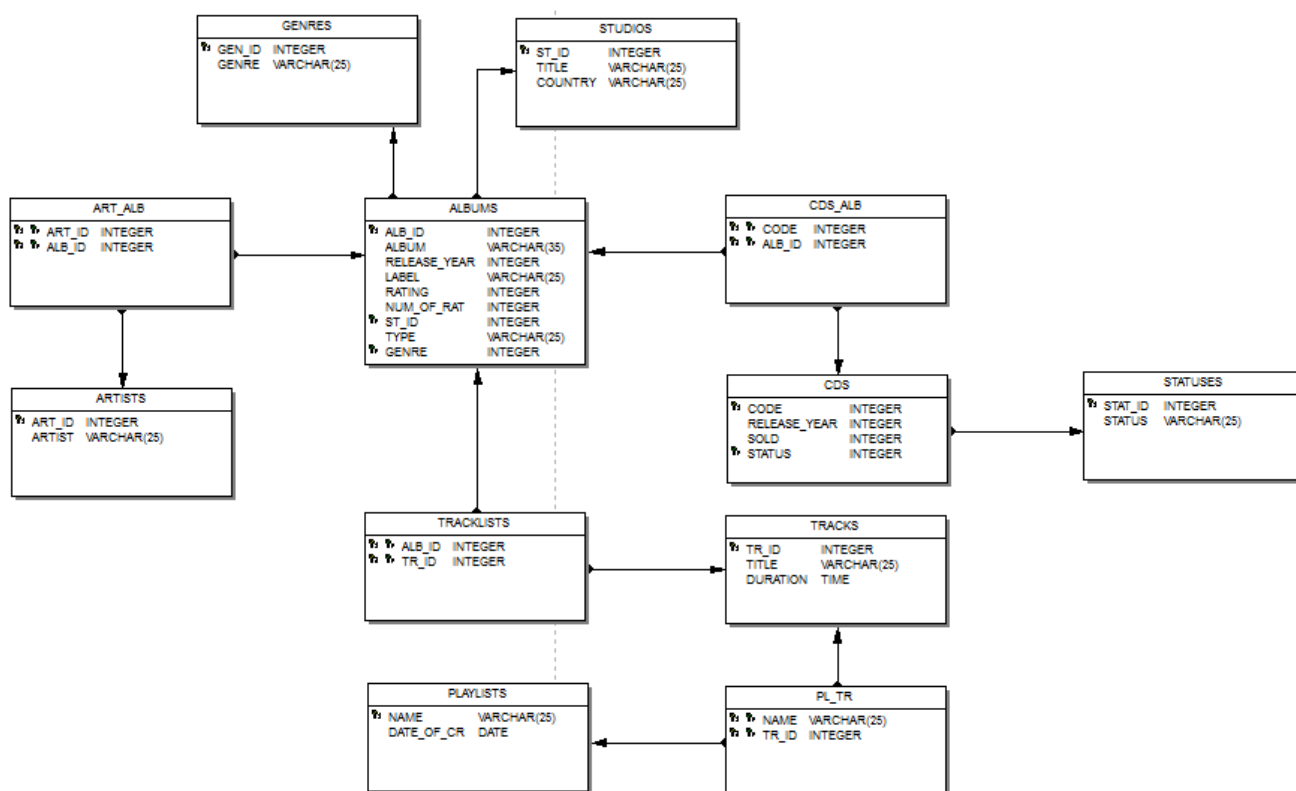 GENRES
GEN_ID INTEGER
GENRE VARCHAR(25)
STUDIOS
ST_ID INTEGER
TITLE VARCHAR(25)
COUNTRY VARCHAR(25)
ART_ALB
ART_ID INTEGER
ALB_ID INTEGER
ALBUMS
ALB_ID INTEGER
ALBUM VARCHAR(35)
RELEASE_YEAR INTEGER
LABEL VARCHAR(25)
RATING INTEGER
NUM_OF_RAT INTEGER
ST_ID INTEGER
TYPE VARCHAR(25)
GENRE INTEGER
CDS_ALB
CODE INTEGER
ALB_ID INTEGER
ARTISTS
ART_ID INTEGER
ARTIST VARCHAR(25)
CDS
CODE INTEGER
RELEASE_YEAR INTEGER
SOLD INTEGER
STATUS INTEGER
STATUSES
STAT_ID INTEGER
STATUS VARCHAR(25)
TRACKLISTS
ALB_ID INTEGER
TR_ID INTEGER
TRACKS
TR_ID INTEGER
TITLE VARCHAR(25)
DURATION TIME
PLAYLISTS
NAME VARCHAR(25)
DATE_OF_CR DATE
PL_TR
NAME VARCHAR(25)
TR_ID INTEGER